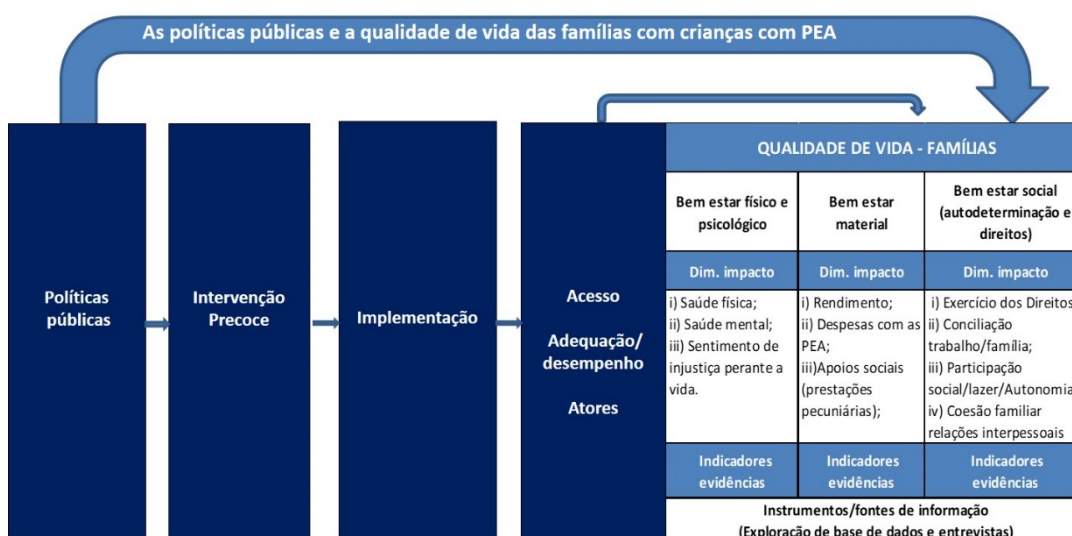 As políticas públicas e a qualidade de vida das famílias com crianças com PEA
Políticas
públicas
Intervenção
Precoce
Implementação
Acesso
Adequação/
desempenho
Atores
QUALIDADE DE VIDA - FAMÍLIAS
Bem estar físico e
psicológico
Bem estar
material
Bem estar social
(autodeterminação e
direitos)
Dim. impacto
Dim. impacto
Dim. impacto
i) Saúde física;
ii) Saúde mental;
iii) Sentimento de
injustiça perante a
vida.
i) Rendimento;
ii) Despesas com as
PEA;
iii)Apoios sociais
(prestações
pecuniárias);
i) Exercício dos Direitos
ii) Conciliação
trabalho/família;
iii) Participação
social/lazer/Autonomia
iv) Coesão familiar
relações interpessoais
Indicadores
evidências
Indicadores
evidências
Indicadores
evidências
Instrumentos/fontes de informação
(Exploração de base de dados e entrevistas)